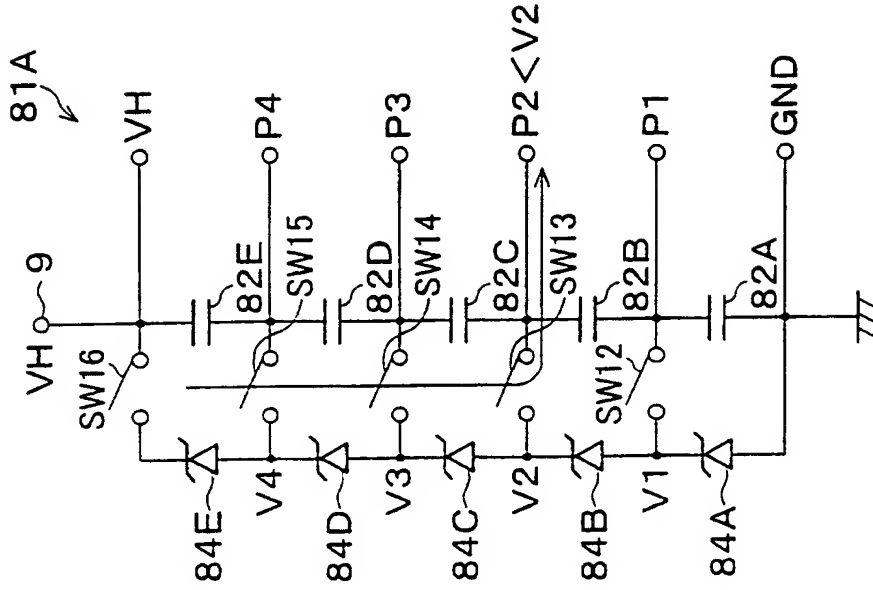 81A
VH 9
VH
SW16
82E
P4
84E
SW15
V4
82D
P3
84D
SW14
V3
82C
P2<V2
84C
SW13
V2
82B
P1
84B
SW12
V1
82A
GND
84A